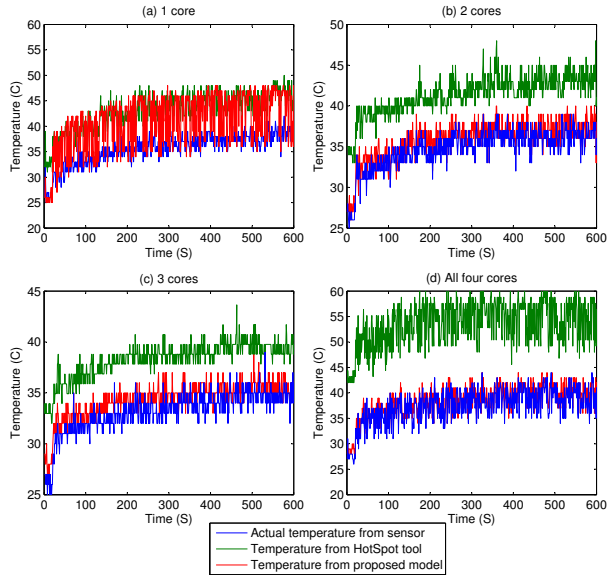 (a) 1 core
60
55
50
45
40
35
30
25
20
Temperature (C)
0 100 200 300 400 500 600
Time (S)
(b) 2 cores
50
45
40
35
30
25
Temperature (C)
0 100 200 300 400 500 600
Time (S)
(c) 3 cores
45
40
35
30
25
Temperature (C)
0 100 200 300 400 500 600
Time (S)
(d) All four cores
60
55
50
45
40
35
30
25
20
Temperature (C)
0 100 200 300 400 500 600
Time (S)
Actual temperature from sensor
Temperature from HotSpot tool
Temperature from proposed model